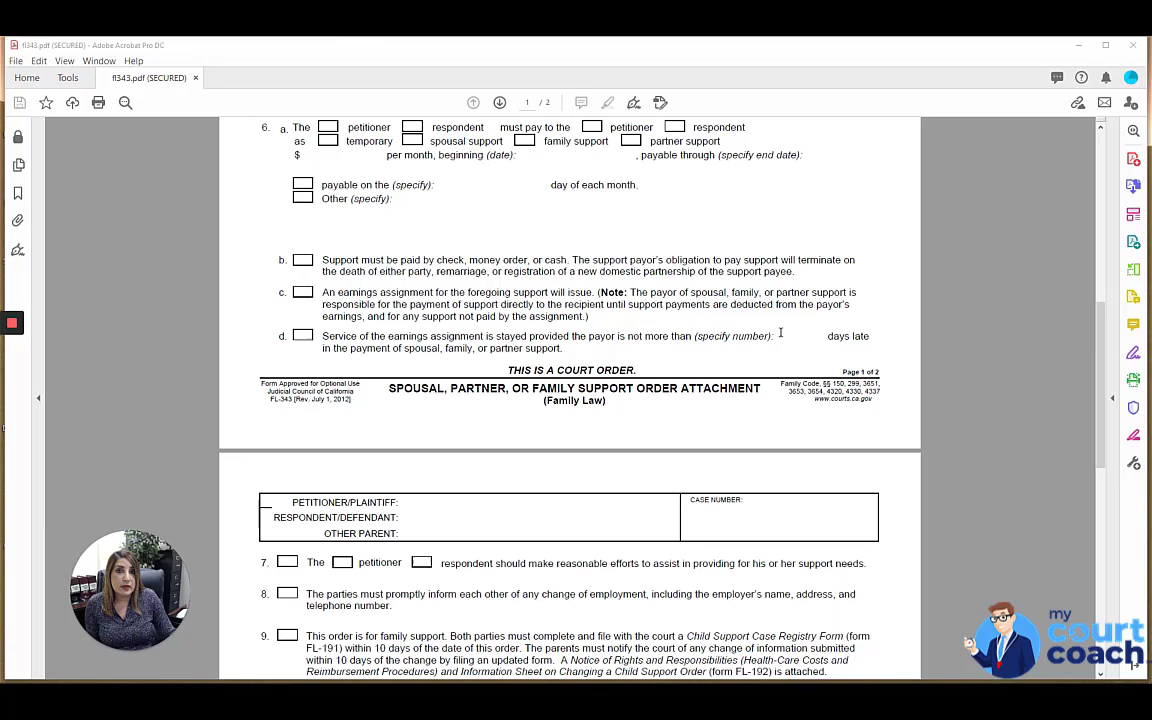 fl343.pdf (SECURED) - Adobe Acrobat Pro DC
File Edit View Window Help
Home Tools fl343.pdf (SECURED) ×
1 / 2
6. a. The petitioner respondent must pay to the petitioner respondent
as temporary spousal support family support partner support
$ per month, beginning (date): , payable through (specify end date):
payable on the (specify): day of each month.
Other (specify):
b. Support must be paid by check, money order, or cash. The support payor's obligation to pay support will terminate on
the death of either party, remarriage, or registration of a new domestic partnership of the support payee.
c. An earnings assignment for the foregoing support will issue. (Note: The payor of spousal, family, or partner support is
responsible for the payment of support directly to the recipient until support payments are deducted from the payor's
earnings, and for any support not paid by the assignment.)
d. Service of the earnings assignment is stayed provided the payor is not more than (specify number): days late
in the payment of spousal, family, or partner support.
THIS IS A COURT ORDER.
Page 1 of 2
Form Approved for Optional Use
Judicial Council of California
FL-343 [Rev. July 1, 2012]
SPOUSAL, PARTNER, OR FAMILY SUPPORT ORDER ATTACHMENT
(Family Law)
Family Code, §§ 150, 299, 3651,
3653, 3654, 4320, 4330, 4337
www.courts.ca.gov
PETITIONER/PLAINTIFF:
RESPONDENT/DEFENDANT:
OTHER PARENT:
CASE NUMBER:
7. The petitioner respondent should make reasonable efforts to assist in providing for his or her support needs.
8. The parties must promptly inform each other of any change of employment, including the employer's name, address, and
telephone number.
9. This order is for family support. Both parties must complete and file with the court a Child Support Case Registry Form (form
FL-191) within 10 days of the date of this order. The parents must notify the court of any change of information submitted
within 10 days of the change by filing an updated form. A Notice of Rights and Responsibilities (Health-Care Costs and
Reimbursement Procedures) and Information Sheet on Changing a Child Support Order (form FL-192) is attached.
my
court
coach